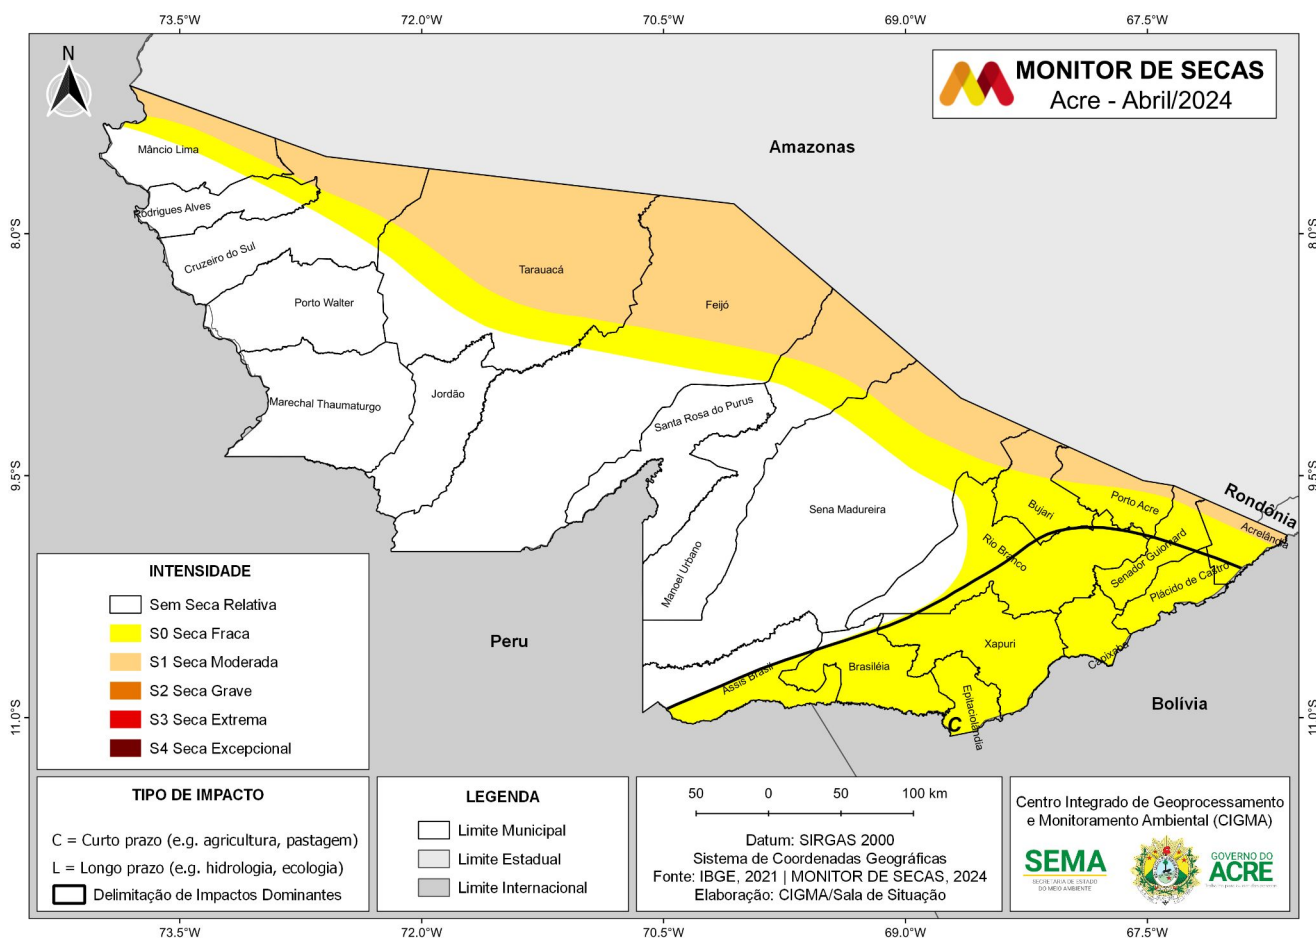 73.5°W 72.0°W 70.5°W 69.0°W 67.5°W
N
MONITOR DE SECAS
Acre - Abril/2024
Amazonas
Mâncio Lima
Rodrigues Alves
8.0°S
8.0°S
Cruzeiro do Sul
Tarauacá
Porto Walter
Feijó
Jordão
Marechal Thaumaturgo
Santa Rosa do Purus
9.5°S
9.5°S
Rondônia
Sena Madureira
Bujari
Porto Acre
Acrelândia
Rio Branco
Senador Guiomard
Manoel Urbano
Plácido de Castro
Peru
Xapuri
Capixaba
Assis Brasil
Brasiléia
Epitaciolândia
C
Bolívia
11.0°S
11.0°S
INTENSIDADE
Sem Seca Relativa
S0 Seca Fraca
S1 Seca Moderada
S2 Seca Grave
S3 Seca Extrema
S4 Seca Excepcional
TIPO DE IMPACTO
C = Curto prazo (e.g. agricultura, pastagem)
L = Longo prazo (e.g. hidrologia, ecologia)
Delimitação de Impactos Dominantes
LEGENDA
Limite Municipal
Limite Estadual
Limite Internacional
50 0 50 100 km
Datum: SIRGAS 2000
Sistema de Coordenadas Geográficas
Fonte: IBGE, 2021 | MONITOR DE SECAS, 2024
Elaboração: CIGMA/Sala de Situação
Centro Integrado de Geoprocessamento
e Monitoramento Ambiental (CIGMA)
SEMA
SECRETARIA DE ESTADO
DO MEIO AMBIENTE
GOVERNO DO
ACRE
73.5°W 72.0°W 70.5°W 69.0°W 67.5°W